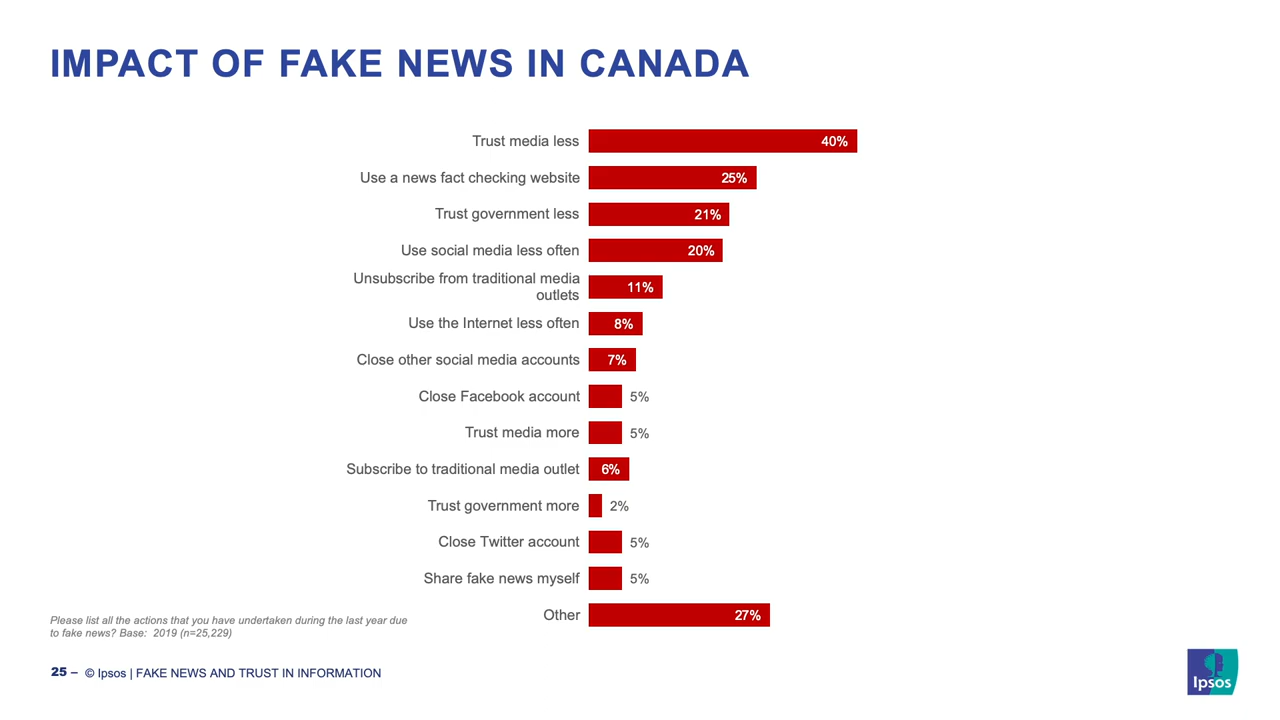 IMPACT OF FAKE NEWS IN CANADA
Trust media less 40%
Use a news fact checking website 25%
Trust government less 21%
Use social media less often 20%
Unsubscribe from traditional media
outlets 11%
Use the Internet less often 8%
Close other social media accounts 7%
Close Facebook account 5%
Trust media more 5%
Subscribe to traditional media outlet 6%
Trust government more 2%
Close Twitter account 5%
Share fake news myself 5%
Other 27%
Please list all the actions that you have undertaken during the last year due
to fake news? Base: 2019 (n=25,229)
25 – © Ipsos | FAKE NEWS AND TRUST IN INFORMATION
Ipsos